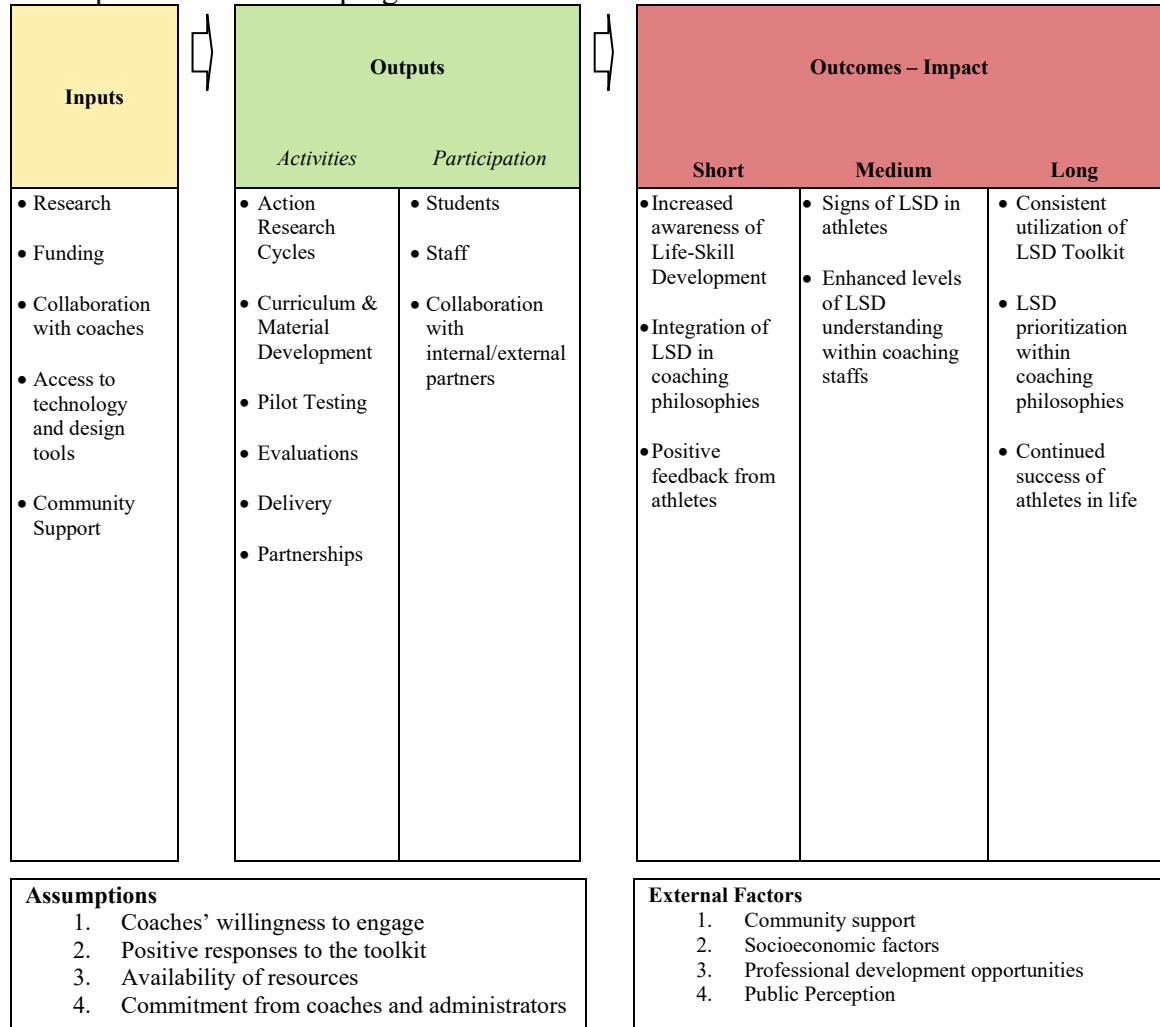 Inputs
Outputs
Activities
Participation
Outcomes – Impact
Short
Medium
Long
• Research
• Funding
• Collaboration
with coaches
• Access to
technology
and design
tools
• Community
Support
• Action
Research
Cycles
• Curriculum &
Material
Development
• Pilot Testing
• Evaluations
• Delivery
• Partnerships
• Students
• Staff
• Collaboration
with
internal/external
partners
• Increased
awareness of
Life-Skill
Development
• Integration of
LSD in
coaching
philosophies
• Positive
feedback from
athletes
• Signs of LSD in
athletes
• Enhanced levels
of LSD
understanding
within coaching
staffs
• Consistent
utilization of
LSD Toolkit
• LSD
prioritization
within
coaching
philosophies
• Continued
success of
athletes in life
Assumptions
1. Coaches’ willingness to engage
2. Positive responses to the toolkit
3. Availability of resources
4. Commitment from coaches and administrators
External Factors
1. Community support
2. Socioeconomic factors
3. Professional development opportunities
4. Public Perception